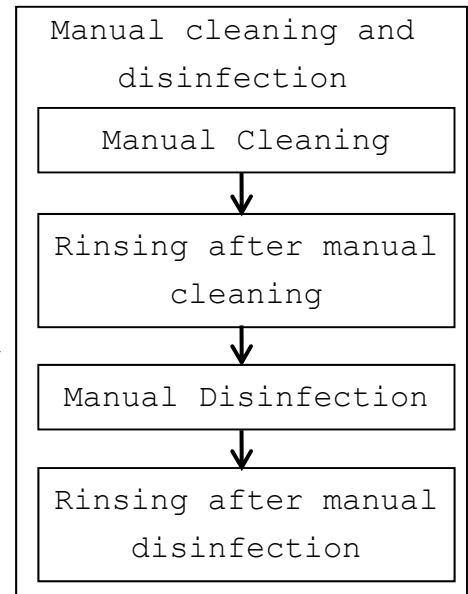 Manual cleaning and
disinfection
Manual Cleaning
Rinsing after manual
cleaning
Manual Disinfection
Rinsing after manual
disinfection